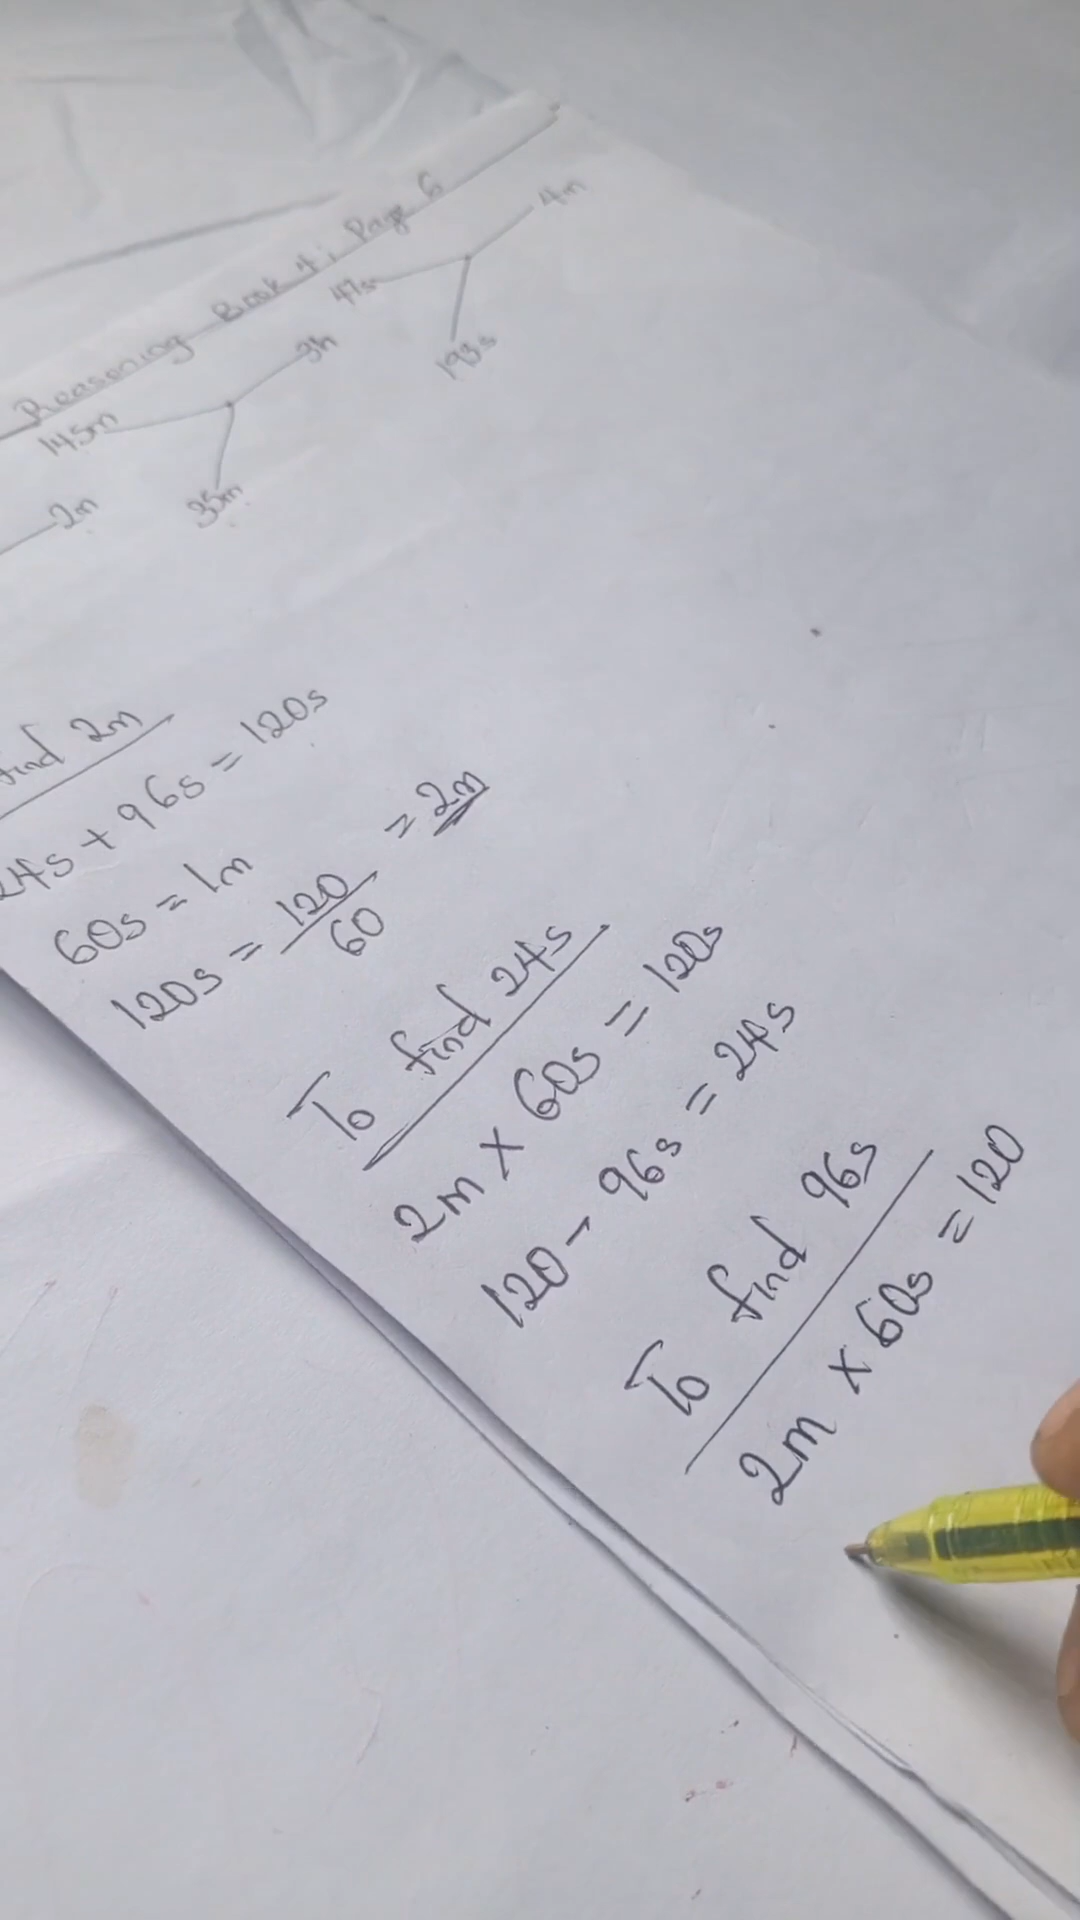 Reasoning Book 4; Page 6
145m 3h 35m
47s 4m 193s
2m
find 2m
24s + 96s = 120s
60s = 1m
120s = 120/60 = 2m
To find 24s
2m x 60s = 120s
120 - 96s = 24s
To find 96s
2m x 60s = 120